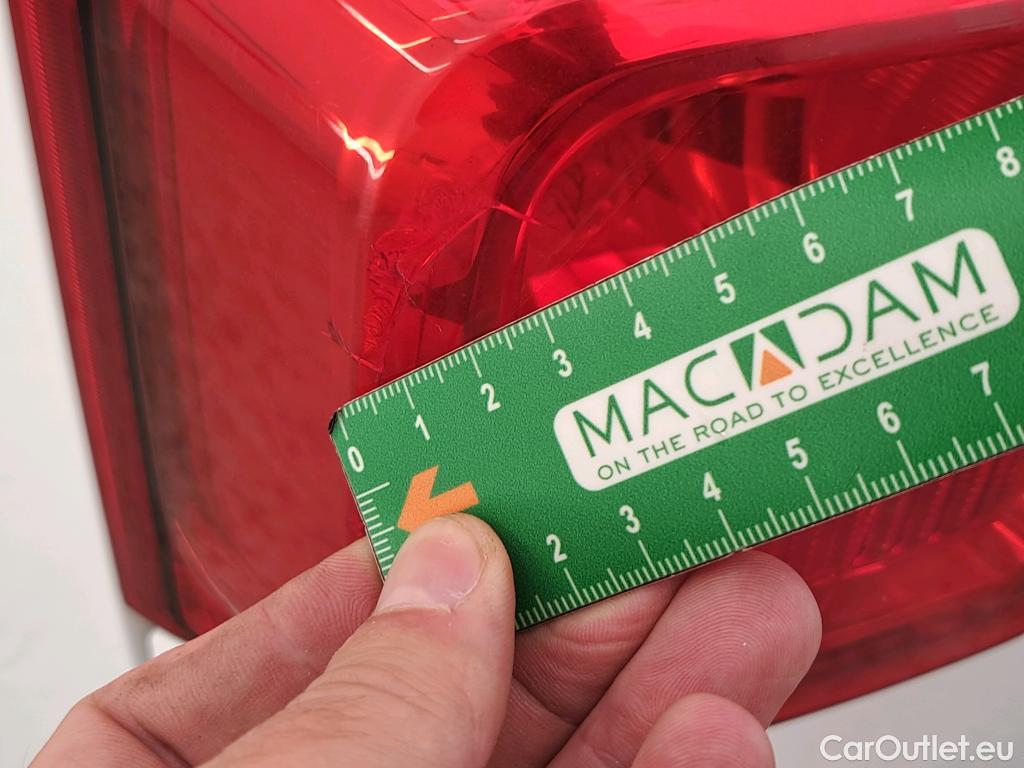 0 1 2 3 4 5 6 7 8
MACADAM
ON THE ROAD TO EXCELLENCE
2 3 4 5 6 7
CarOutlet.eu